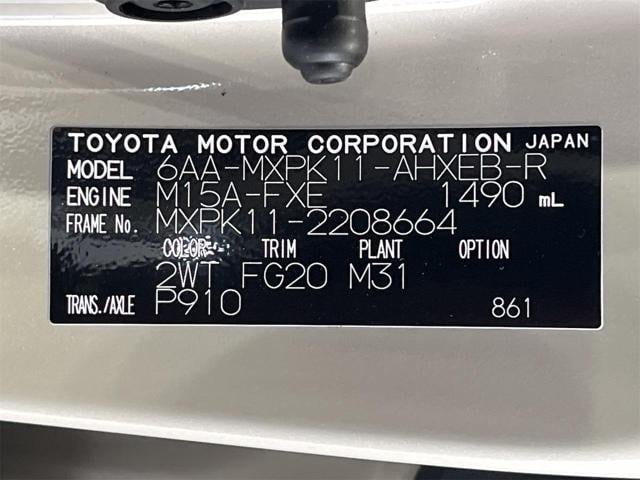 TOYOTA MOTOR CORPORATION JAPAN
MODEL 6AA-MXPK11-AHXEB-R
ENGINE M15A-FXE 1490 mL
FRAME No. MXPK11-2208664
COLOR TRIM PLANT OPTION
2WT FG20 M31
TRANS./AXLE P910 861